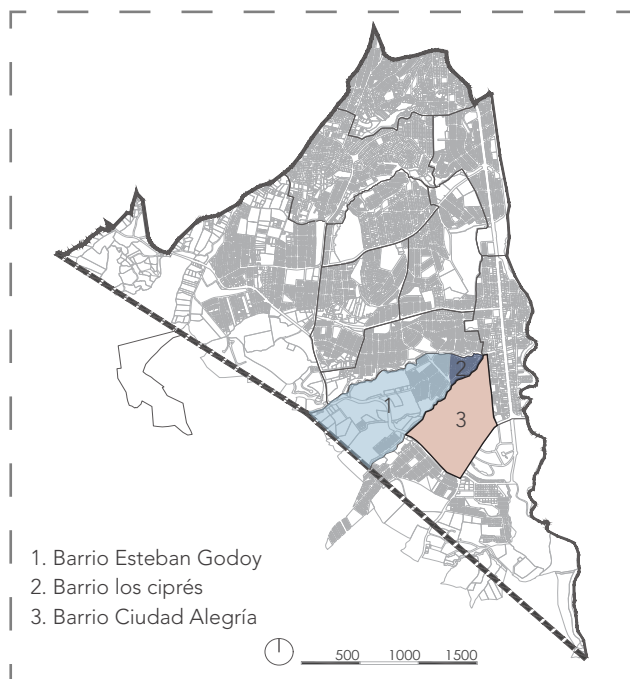 2
1
3
1. Barrio Esteban Godoy
2. Barrio los ciprés
3. Barrio Ciudad Alegría
500 1000 1500